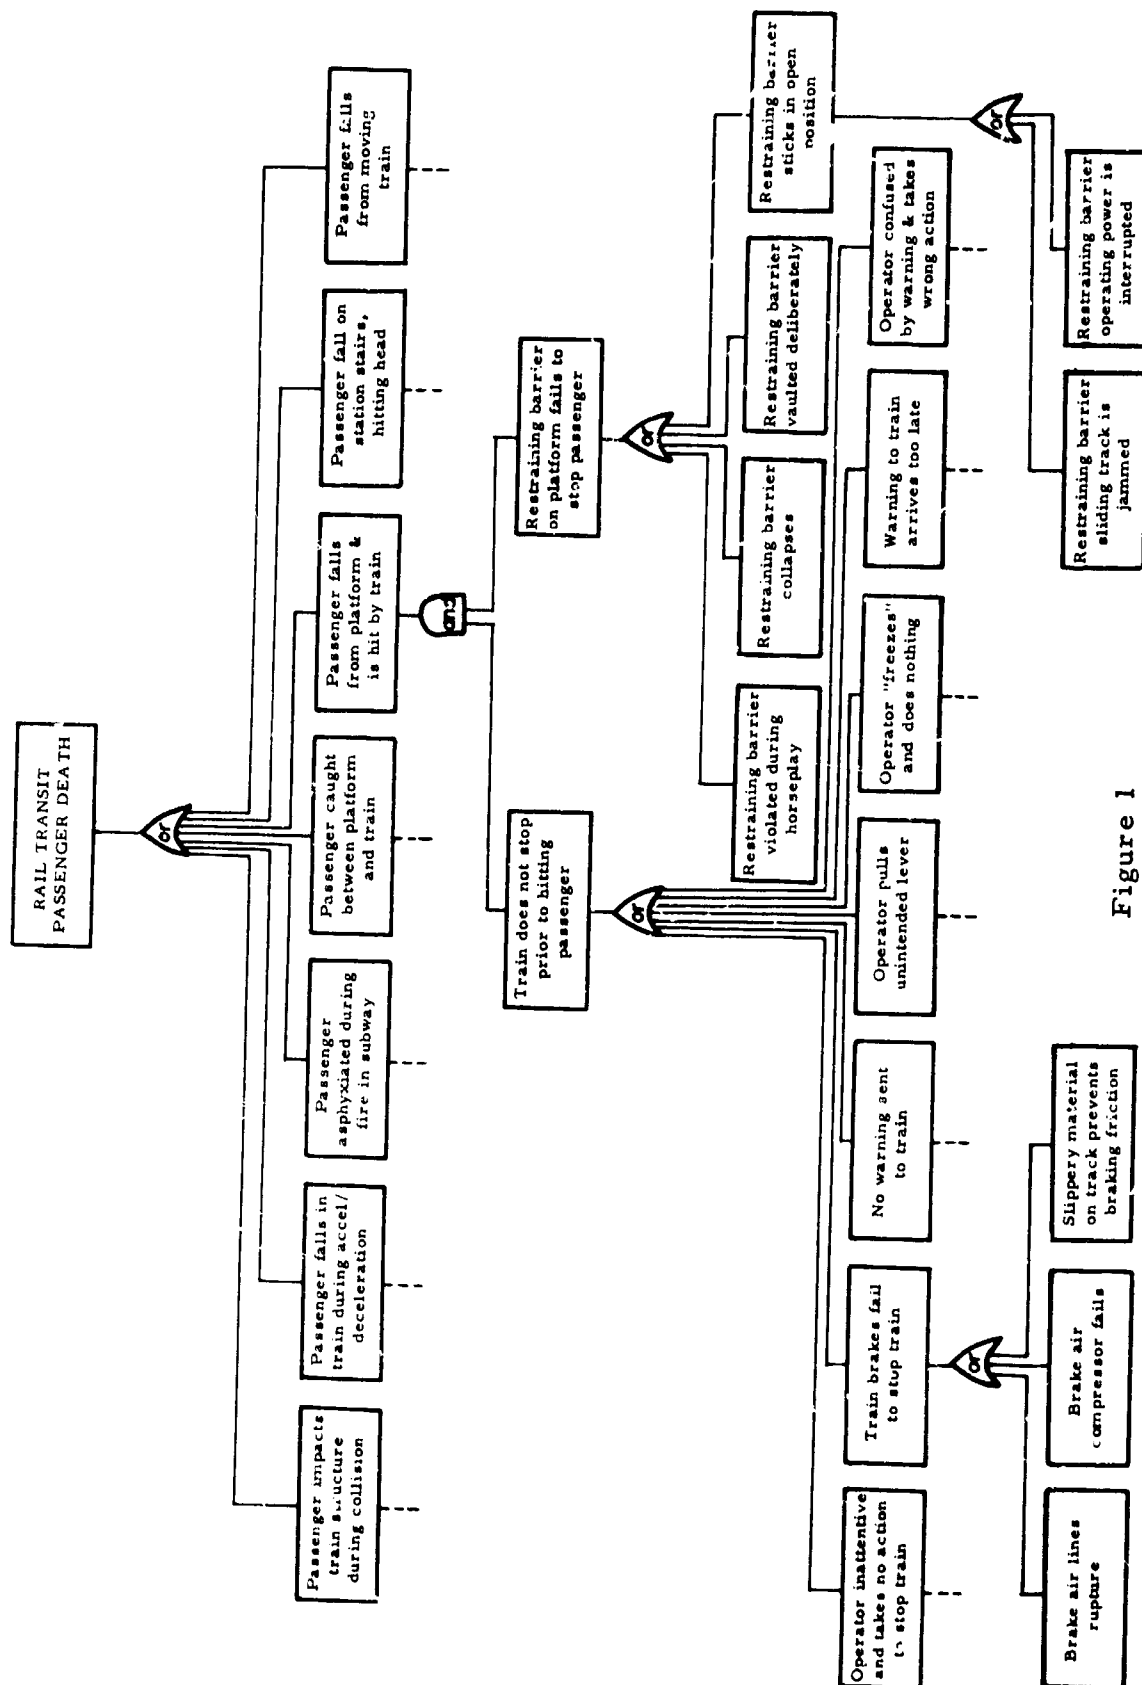 RAIL TRANSIT
PASSENGER DEATH
or
Passenger impacts
train structure
during collision
Passenger falls in
train during accel/
deceleration
Passenger
asphyxiated during
fire in subway
Passenger caught
between platform
and train
Passenger falls
from platform &
is hit by train
Passenger fall on
station stairs,
hitting head
Passenger falls
from moving
train
and
Train does not stop
prior to hitting
passenger
Restraining barrier
on platform fails to
stop passenger
or
or
Restraining barrier
violated during
horseplay
Restraining barrier
collapses
Restraining barrier
vaulted deliberately
Restraining barrier
sticks in open
position
Operator inattentive
and takes no action
to stop train
Train brakes fail
to stop train
No warning sent
to train
Operator pulls
unintended lever
Operator "freezes"
and does nothing
Warning to train
arrives too late
Operator confused
by warning & takes
wrong action
or
or
Brake air lines
rupture
Brake air
compressor fails
Slippery material
on track prevents
braking friction
Restraining barrier
sliding track is
jammed
Restraining barrier
operating power is
interrupted
Figure 1